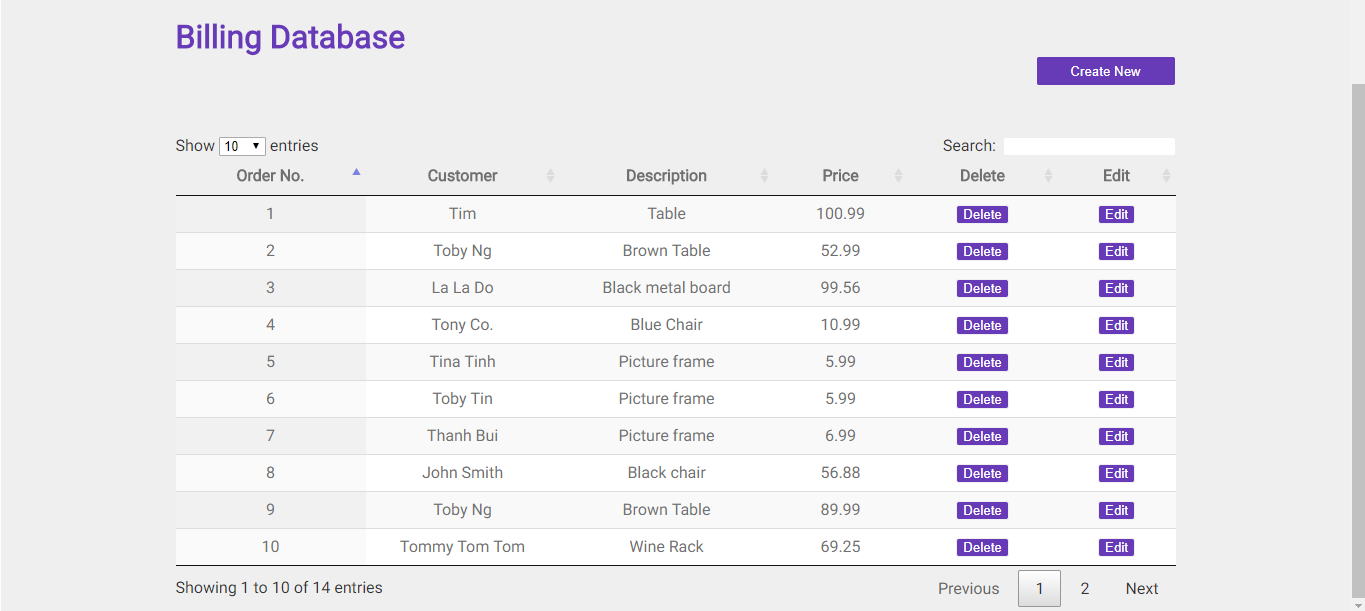 Billing Database
Create New
Show 10 entries Search:
Order No. Customer Description Price Delete Edit
1 Tim Table 100.99 Delete Edit
2 Toby Ng Brown Table 52.99 Delete Edit
3 La La Do Black metal board 99.56 Delete Edit
4 Tony Co. Blue Chair 10.99 Delete Edit
5 Tina Tinh Picture frame 5.99 Delete Edit
6 Toby Tin Picture frame 5.99 Delete Edit
7 Thanh Bui Picture frame 6.99 Delete Edit
8 John Smith Black chair 56.88 Delete Edit
9 Toby Ng Brown Table 89.99 Delete Edit
10 Tommy Tom Tom Wine Rack 69.25 Delete Edit
Showing 1 to 10 of 14 entries Previous 1 2 Next